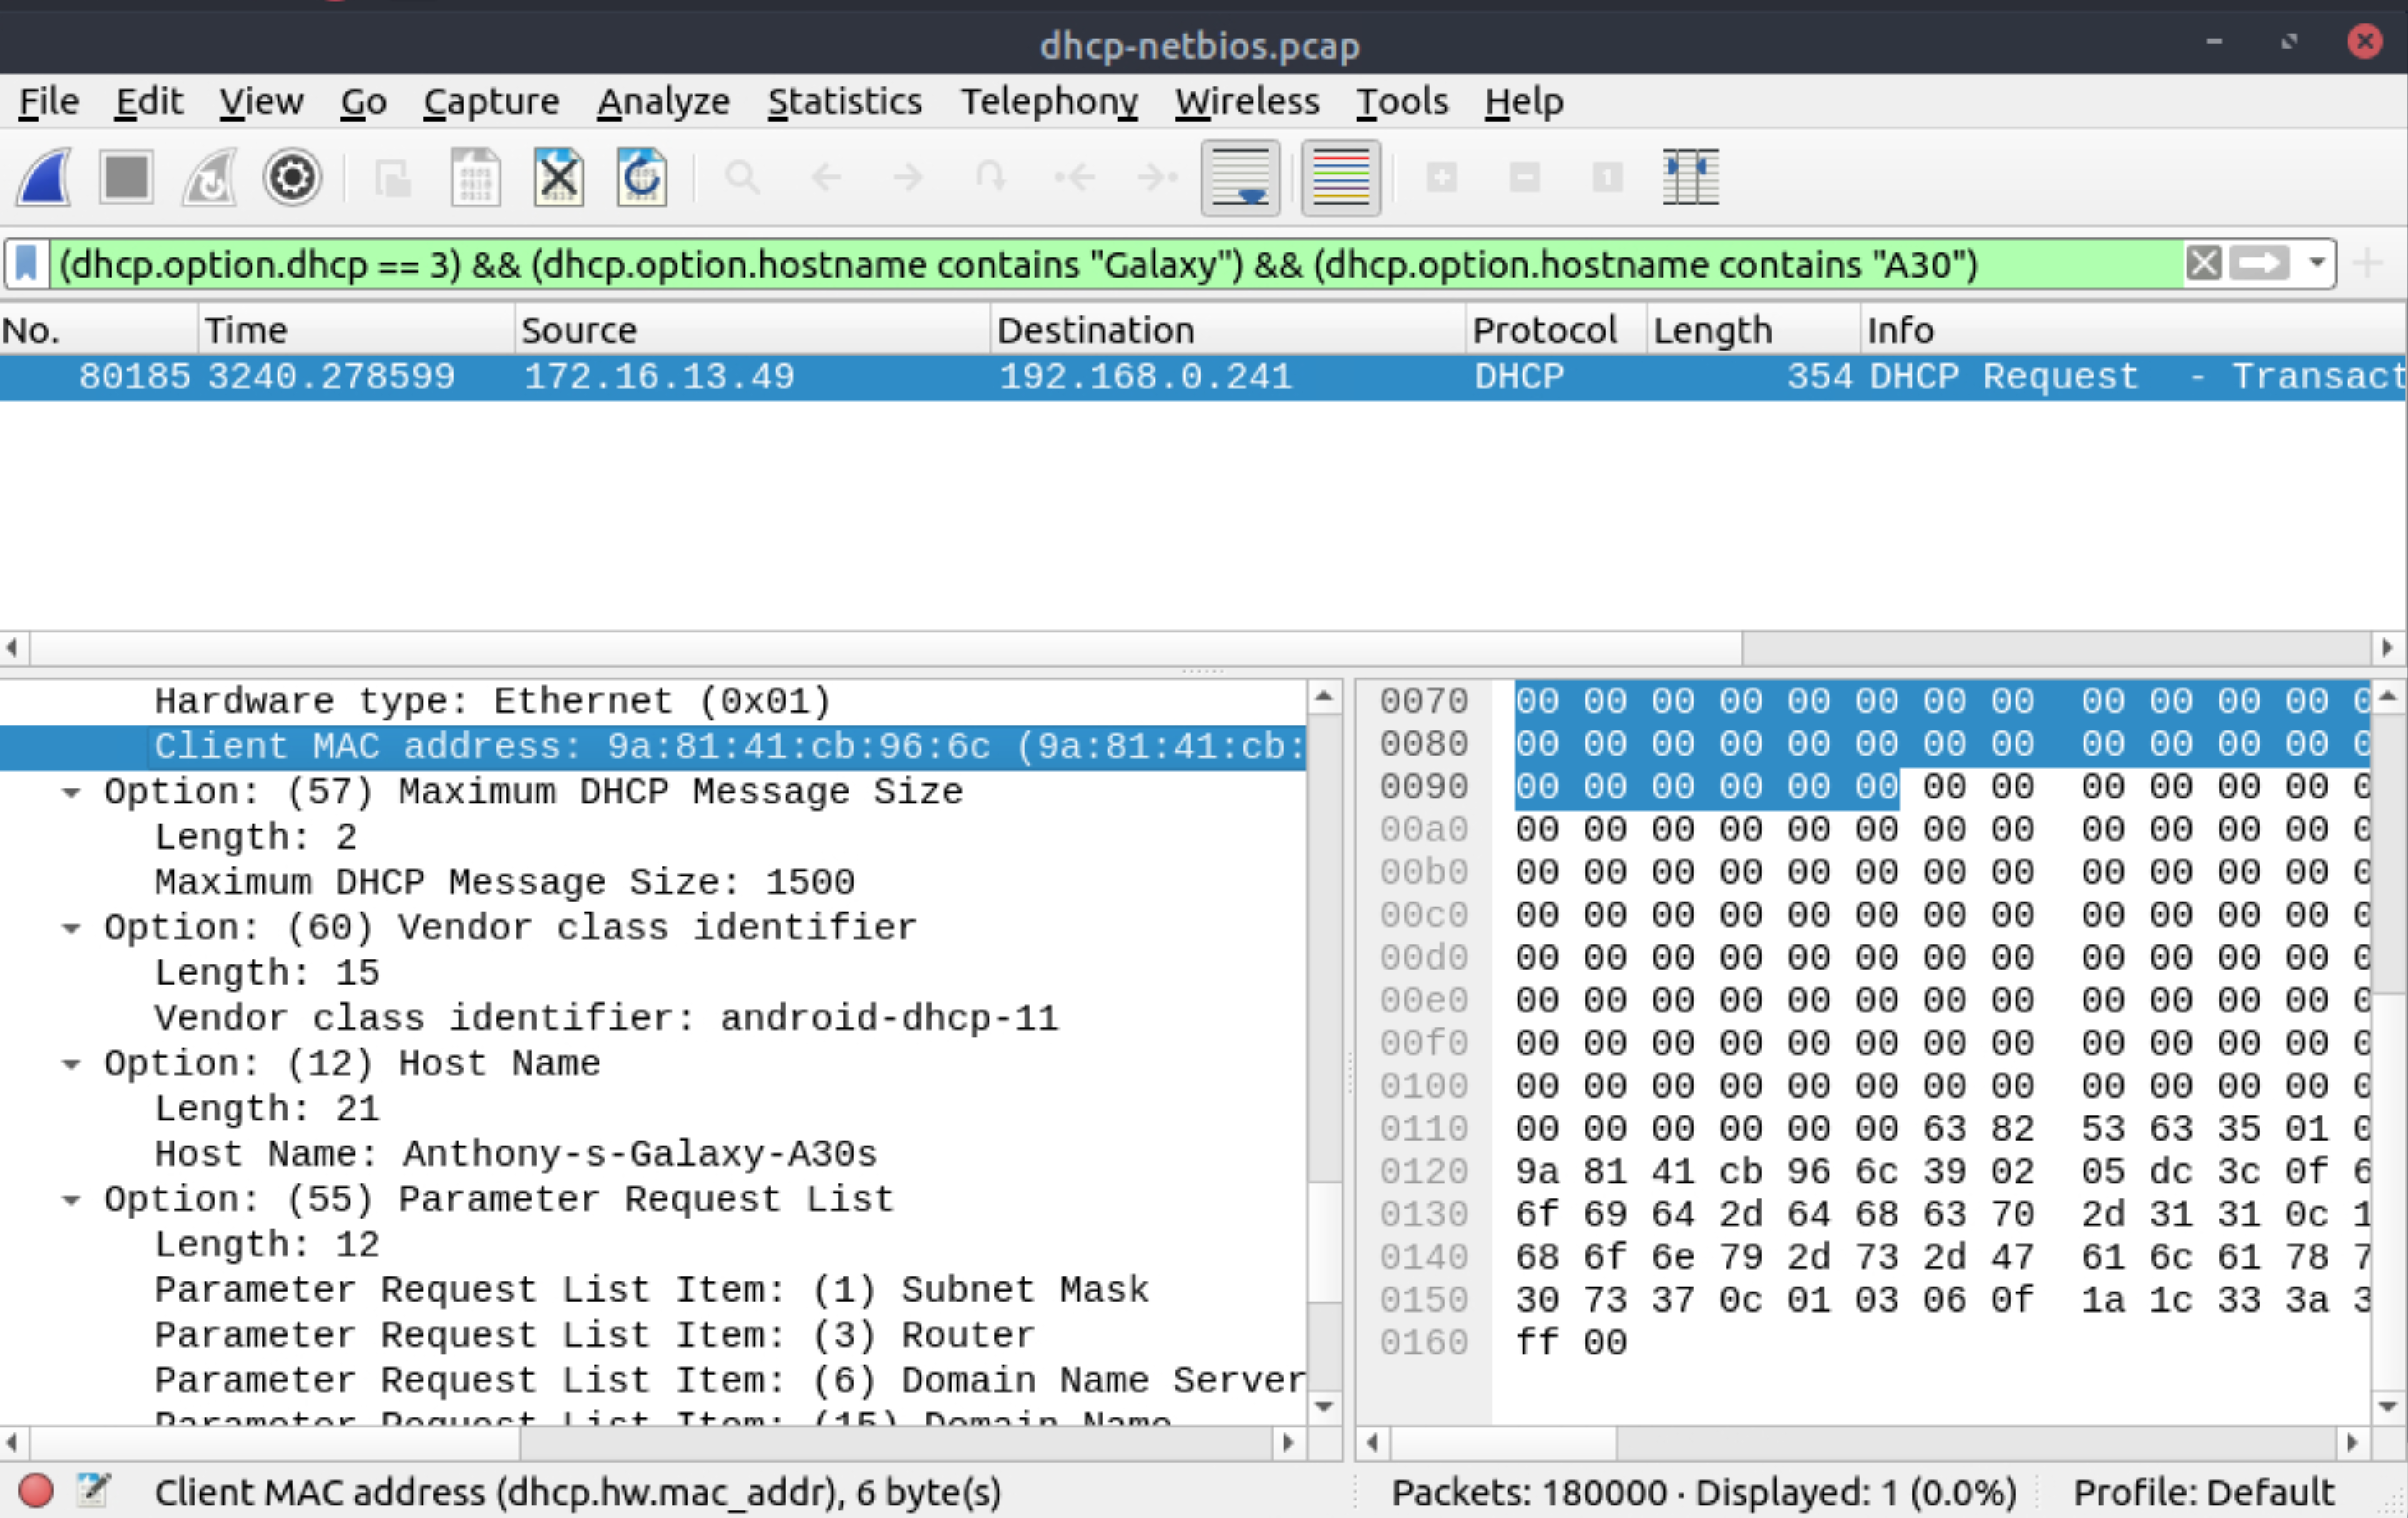 dhcp-netbios.pcap
File Edit View Go Capture Analyze Statistics Telephony Wireless Tools Help
(dhcp.option.dhcp == 3) && (dhcp.option.hostname contains "Galaxy") && (dhcp.option.hostname contains "A30")
No. Time Source Destination Protocol Length Info
80185 3240.278599 172.16.13.49 192.168.0.241 DHCP 354 DHCP Request - Transact
Hardware type: Ethernet (0x01)
Client MAC address: 9a:81:41:cb:96:6c (9a:81:41:cb:
Option: (57) Maximum DHCP Message Size
Length: 2
Maximum DHCP Message Size: 1500
Option: (60) Vendor class identifier
Length: 15
Vendor class identifier: android-dhcp-11
Option: (12) Host Name
Length: 21
Host Name: Anthony-s-Galaxy-A30s
Option: (55) Parameter Request List
Length: 12
Parameter Request List Item: (1) Subnet Mask
Parameter Request List Item: (3) Router
Parameter Request List Item: (6) Domain Name Server
Parameter Request List Item: (15) Domain Name
0070 00 00 00 00 00 00 00 00 00 00 00 00 0
0080 00 00 00 00 00 00 00 00 00 00 00 00 0
0090 00 00 00 00 00 00 00 00 00 00 00 00 0
00a0 00 00 00 00 00 00 00 00 00 00 00 00 0
00b0 00 00 00 00 00 00 00 00 00 00 00 00 0
00c0 00 00 00 00 00 00 00 00 00 00 00 00 0
00d0 00 00 00 00 00 00 00 00 00 00 00 00 0
00e0 00 00 00 00 00 00 00 00 00 00 00 00 0
00f0 00 00 00 00 00 00 00 00 00 00 00 00 0
0100 00 00 00 00 00 00 00 00 00 00 00 00 0
0110 00 00 00 00 00 00 63 82 53 63 35 01 0
0120 9a 81 41 cb 96 6c 39 02 05 dc 3c 0f 6
0130 6f 69 64 2d 64 68 63 70 2d 31 31 0c 1
0140 68 6f 6e 79 2d 73 2d 47 61 6c 61 78 7
0150 30 73 37 0c 01 03 06 0f 1a 1c 33 3a 3
0160 ff 00
Client MAC address (dhcp.hw.mac_addr), 6 byte(s)
Packets: 180000 · Displayed: 1 (0.0%)
Profile: Default